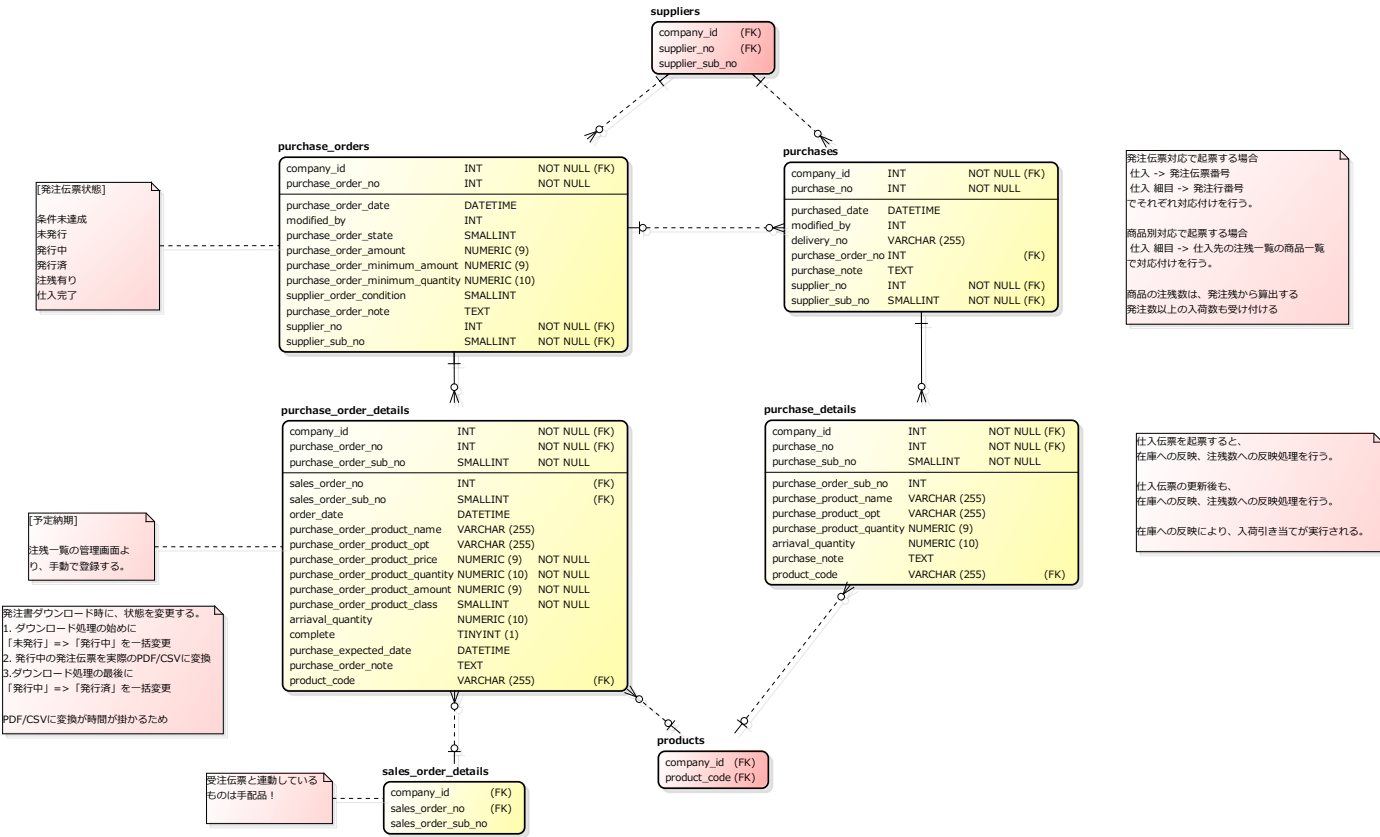 suppliers
company_id (FK)
supplier_no (FK)
supplier_sub_no
purchase_orders
company_id INT NOT NULL (FK)
purchase_order_no INT NOT NULL
purchase_order_date DATETIME
modified_by INT
purchase_order_state SMALLINT
purchase_order_amount NUMERIC (9)
purchase_order_minimum_amount NUMERIC (9)
purchase_order_minimum_quantity NUMERIC (10)
supplier_order_condition SMALLINT
purchase_order_note TEXT
supplier_no INT NOT NULL (FK)
supplier_sub_no SMALLINT NOT NULL (FK)
purchases
company_id INT NOT NULL (FK)
purchase_no INT NOT NULL
purchased_date DATETIME
modified_by INT
delivery_no VARCHAR (255)
purchase_order_no INT (FK)
purchase_note TEXT
supplier_no INT NOT NULL (FK)
supplier_sub_no SMALLINT NOT NULL (FK)
発注伝票対応で起票する場合
仕入 -> 発注伝票番号
仕入 細目 -> 発注行番号
でそれぞれ対応付けを行う。
商品別対応で起票する場合
仕入 細目 -> 仕入先の注残一覧の商品一覧
で対応付けを行う。
商品の注残数は、発注残から算出する
発注数以上の入荷数も受け付ける
[発注伝票状態]
条件未達成
未発行
発行中
発行済
注残有り
仕入完了
purchase_order_details
company_id INT NOT NULL (FK)
purchase_order_no INT NOT NULL (FK)
purchase_order_sub_no SMALLINT NOT NULL
sales_order_no INT (FK)
sales_order_sub_no SMALLINT (FK)
order_date DATETIME
purchase_order_product_name VARCHAR (255)
purchase_order_product_opt VARCHAR (255)
purchase_order_product_price NUMERIC (9) NOT NULL
purchase_order_product_quantity NUMERIC (10) NOT NULL
purchase_order_product_amount NUMERIC (9) NOT NULL
purchase_order_product_class SMALLINT NOT NULL
arriaval_quantity NUMERIC (10)
complete TINYINT (1)
purchase_expected_date DATETIME
purchase_order_note TEXT
product_code VARCHAR (255) (FK)
purchase_details
company_id INT NOT NULL (FK)
purchase_no INT NOT NULL (FK)
purchase_sub_no SMALLINT NOT NULL
purchase_order_sub_no INT
purchase_product_name VARCHAR (255)
purchase_product_opt VARCHAR (255)
purchase_product_quantity NUMERIC (9)
arriaval_quantity NUMERIC (10)
purchase_note TEXT
product_code VARCHAR (255) (FK)
仕入伝票を起票すると、
在庫への反映、注残数への反映処理を行う。
仕入伝票の更新後も、
在庫への反映、注残数への反映処理を行う。
在庫への反映により、入荷引き当てが実行される。
[予定納期]
注残一覧の管理画面よ
り、手動で登録する。
発注書ダウンロード時に、状態を変更する。
1. ダウンロード処理の始めに
「未発行」=> 「発行中」を一括変更
2. 発行中の発注伝票を実際のPDF/CSVに変換
3.ダウンロード処理の最後に
「発行中」=> 「発行済」を一括変更
PDF/CSVに変換が時間が掛かるため
products
company_id (FK)
product_code (FK)
受注伝票と連動している
ものは手配品！
sales_order_details
company_id (FK)
sales_order_no (FK)
sales_order_sub_no